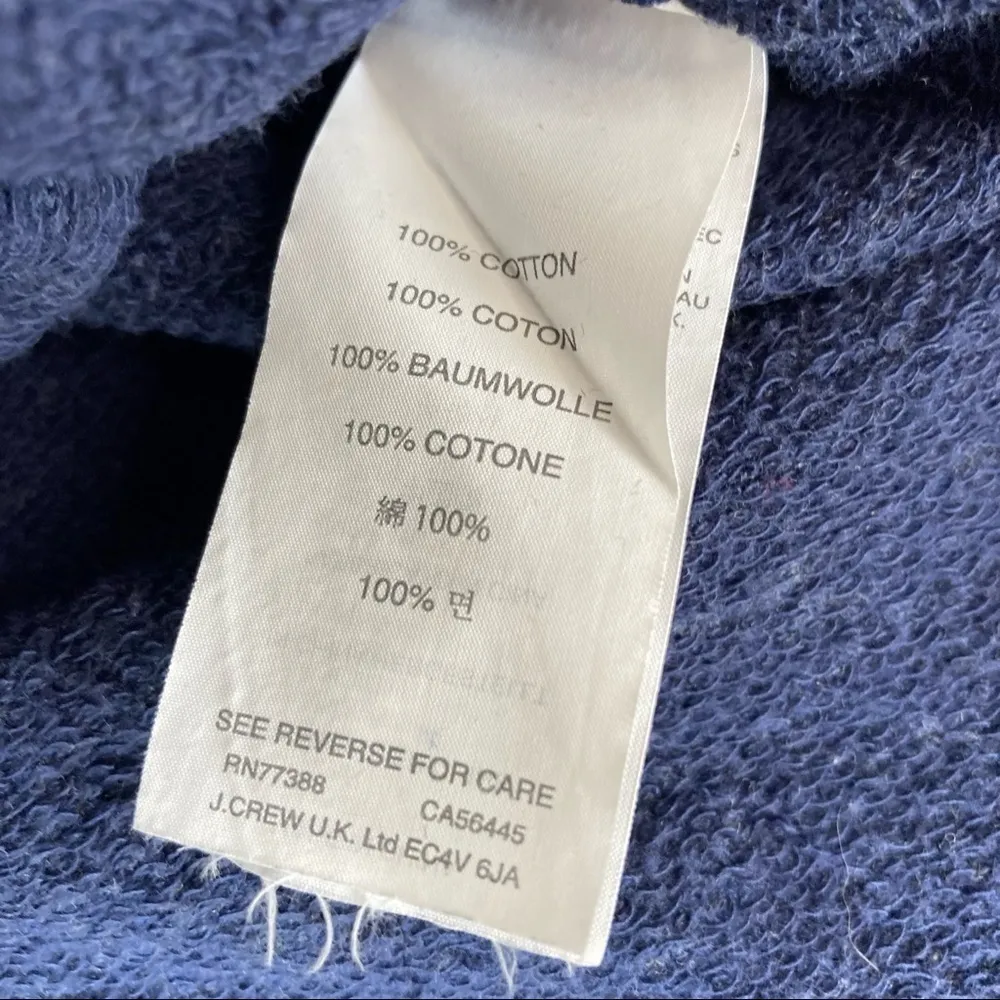 100% COTTON
100% COTON
100% BAUMWOLLE
100% COTONE
綿 100%
100% 면
SEE REVERSE FOR CARE
RN77388 CA56445
J.CREW U.K. Ltd EC4V 6JA